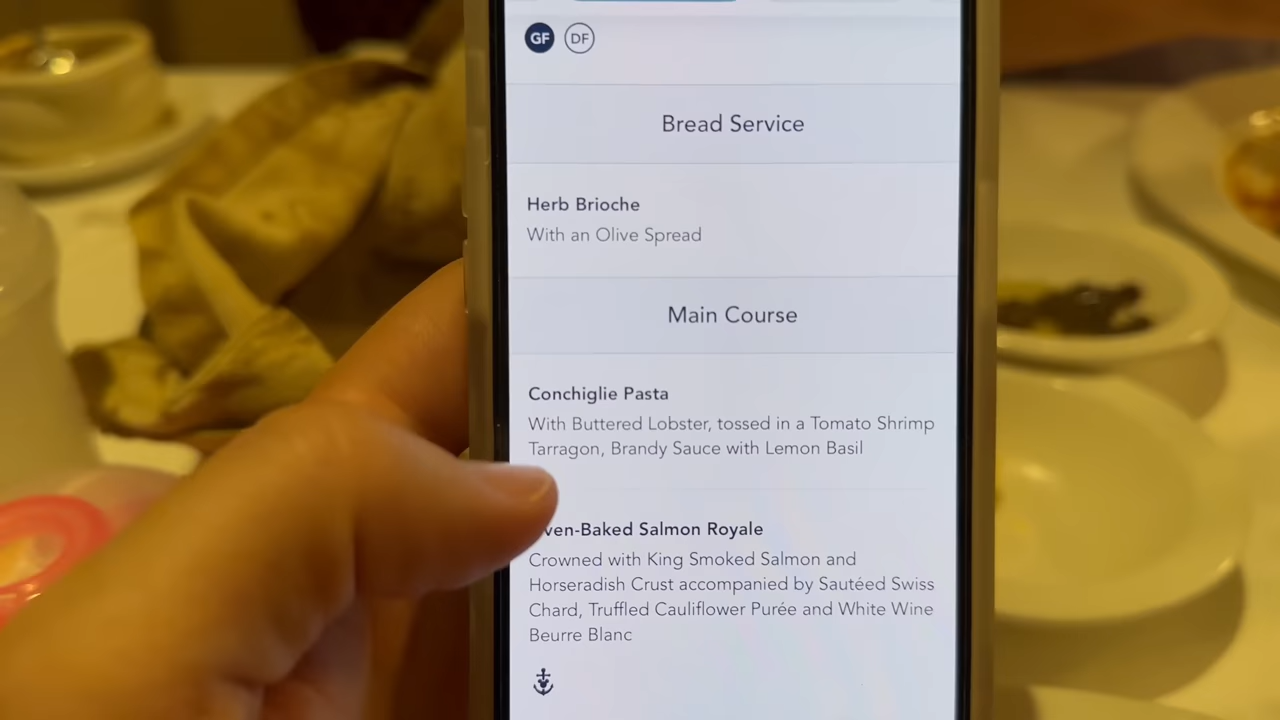 GF DF
Bread Service
Herb Brioche
With an Olive Spread
Main Course
Conchiglie Pasta
With Buttered Lobster, tossed in a Tomato Shrimp
Tarragon, Brandy Sauce with Lemon Basil
ven-Baked Salmon Royale
Crowned with King Smoked Salmon and
Horseradish Crust accompanied by Sautéed Swiss
Chard, Truffled Cauliflower Purée and White Wine
Beurre Blanc